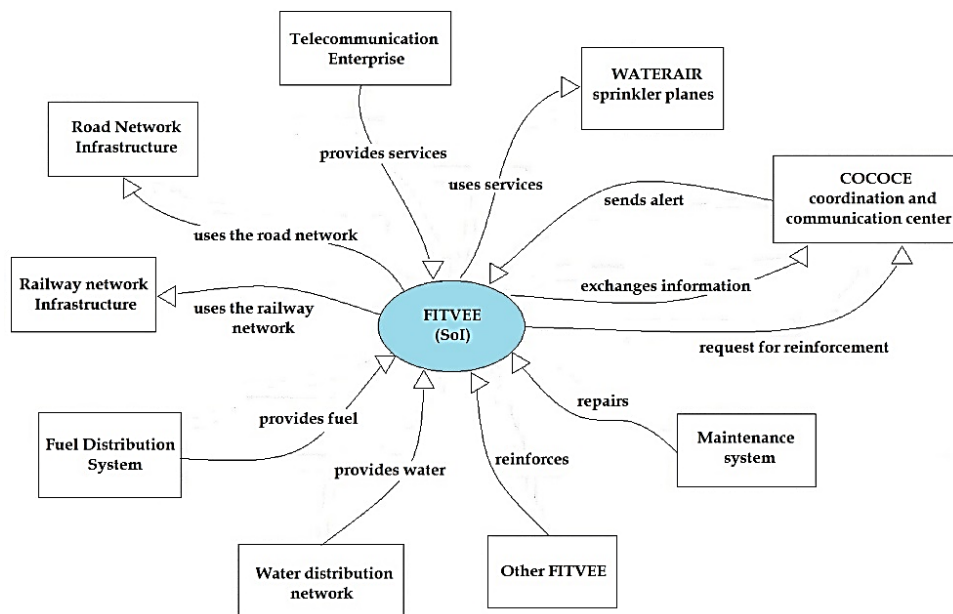 Telecommunication
Enterprise
WATERAIR
sprinkler planes
Road Network
Infrastructure
provides services
uses services
sends alert
COCOCE
coordination and
communication center
uses the road network
Railway network
Infrastructure
uses the railway
network
exchanges information
FITVEE
(SoI)
request for reinforcement
provides fuel
repairs
Fuel Distribution
System
provides water
reinforces
Maintenance
system
Water distribution
network
Other FITVEE